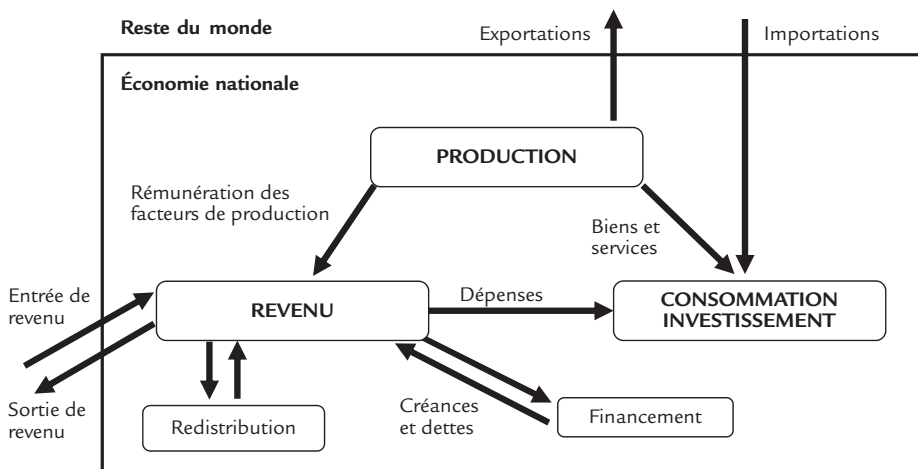 Reste du monde
Exportations
Importations
Économie nationale
PRODUCTION
Rémunération des
facteurs de production
Biens et
services
Entrée de
revenu
REVENU
Dépenses
CONSOMMATION
INVESTISSEMENT
Sortie de
revenu
Redistribution
Créances
et dettes
Financement